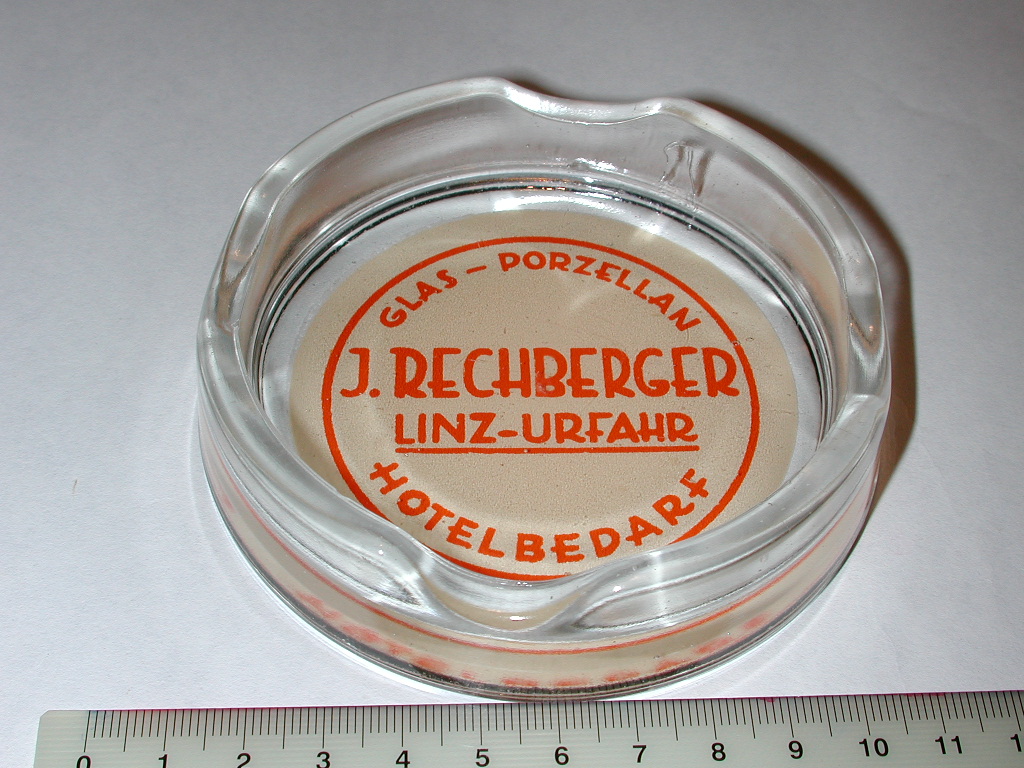 GLAS – PORZELLAN
J. RECHBERGER
LINZ-URFAHR
HOTELBEDARF
0 1 2 3 4 5 6 7 8 9 10 11